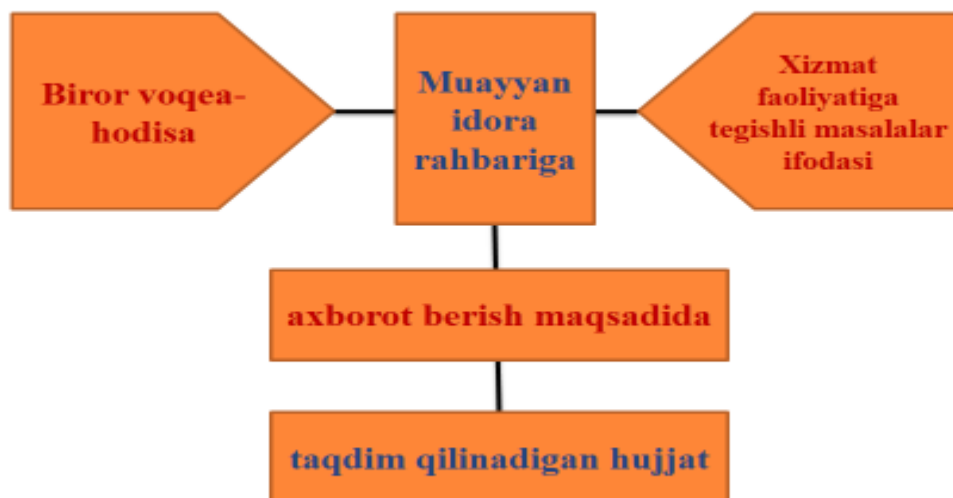 Biror voqea-
hodisa
Muayyan
idora
rahbariga
Xizmat
faoliyatiga
tegishli masalalar
ifodasi
axborot berish maqsadida
taqdim qilinadigan hujjat